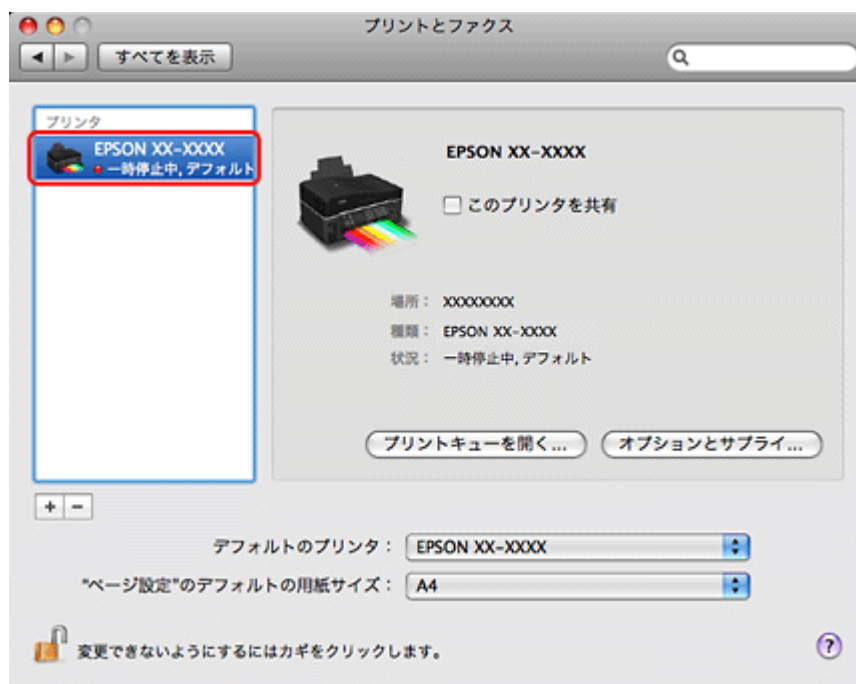 プリントとファクス
すべてを表示
プリンタ
EPSON XX-XXXX
一時停止中, デフォルト
EPSON XX-XXXX
このプリンタを共有
場所： XXXXXXXX
種類： EPSON XX-XXXX
状況： 一時停止中, デフォルト
プリントキューを開く...
オプションとサプライ...
+ -
デフォルトのプリンタ： EPSON XX-XXXX
"ページ設定"のデフォルトの用紙サイズ： A4
変更できないようにするにはカギをクリックします。
?